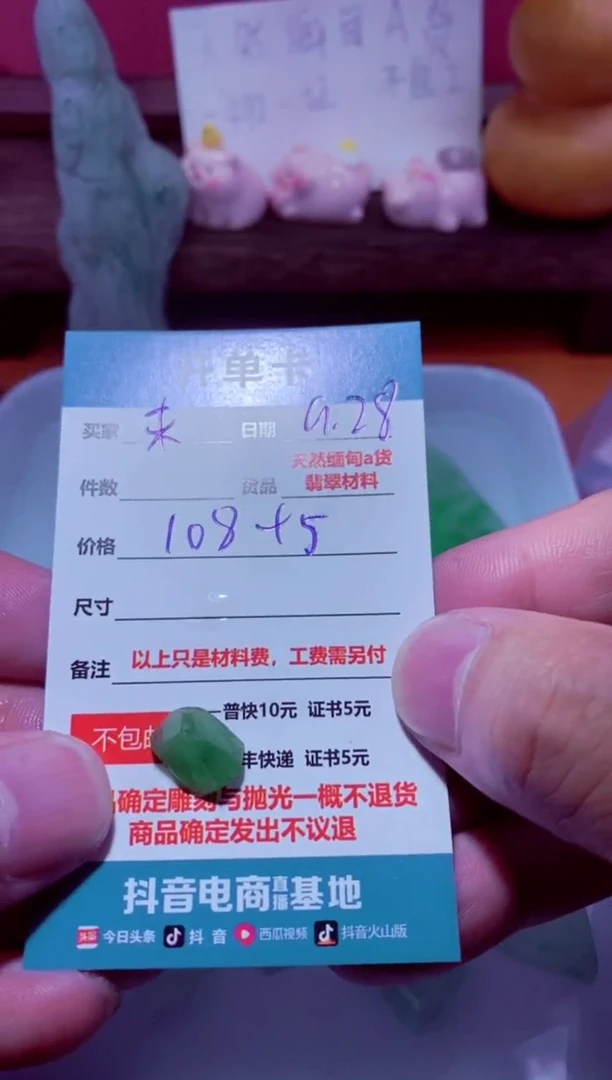 开单卡
买家 未 日期 9.28
件数 货品 天然缅甸a货
翡翠材料
价格 108+5
尺寸
备注 以上只是材料费，工费需另付
不包 普快10元 证书5元
丰快递 证书5元
确定雕刻与抛光一概不退货
商品确定发出不议退
抖音电商直播基地
头条 今日头条 抖音 西瓜视频 抖音火山版